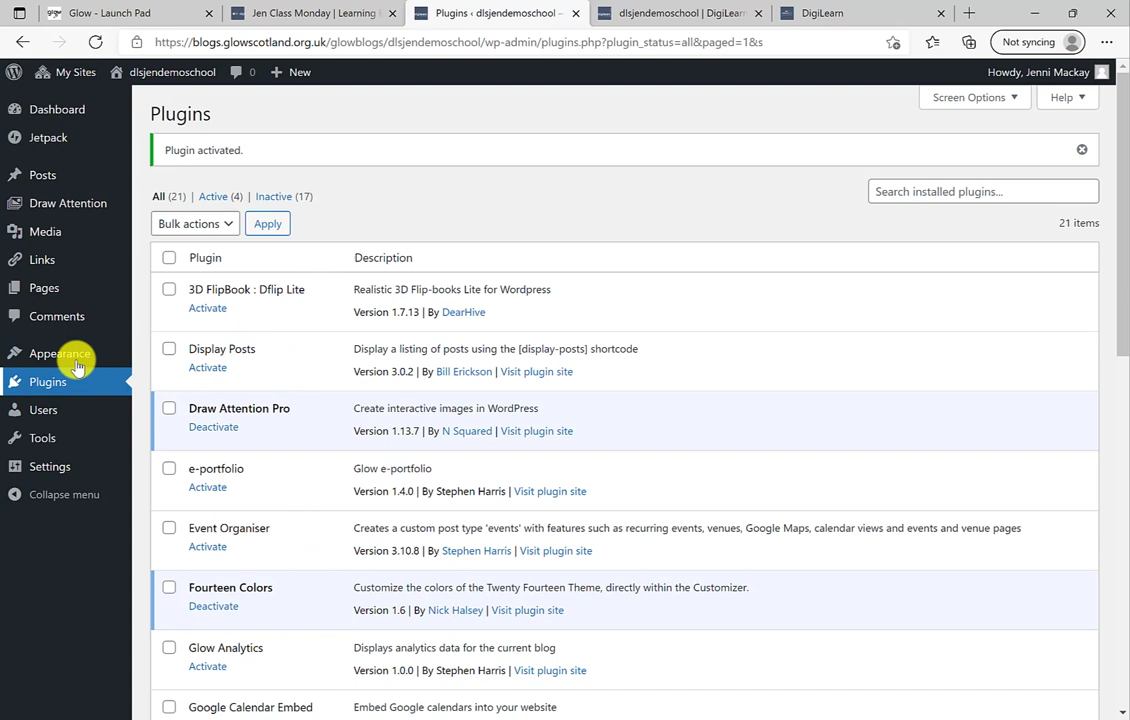 Glow - Launch Pad
Jen Class Monday | Learning
Plugins ‹ dlsjendemoschool –
dlsjendemoschool | DigiLearn
DigiLearn
https://blogs.glowscotland.org.uk/glowblogs/dlsjendemoschool/wp-admin/plugins.php?plugin_status=all&paged=1&s
Not syncing
My Sites
dlsjendemoschool
0
New
Howdy, Jenni Mackay
Dashboard
Jetpack
Posts
Draw Attention
Media
Links
Pages
Comments
Appearance
Plugins
Users
Tools
Settings
Collapse menu
Screen Options
Help
Plugins
Plugin activated.
All (21) | Active (4) | Inactive (17)
Search installed plugins...
Bulk actions
Apply
21 items
Plugin Description
3D FlipBook : Dflip Lite Realistic 3D Flip-books Lite for Wordpress
Activate Version 1.7.13 | By DearHive
Display Posts Display a listing of posts using the [display-posts] shortcode
Activate Version 3.0.2 | By Bill Erickson | Visit plugin site
Draw Attention Pro Create interactive images in WordPress
Deactivate Version 1.13.7 | By N Squared | Visit plugin site
e-portfolio Glow e-portfolio
Activate Version 1.4.0 | By Stephen Harris | Visit plugin site
Event Organiser Creates a custom post type 'events' with features such as recurring events, venues, Google Maps, calendar views and events and venue pages
Activate Version 3.10.8 | By Stephen Harris | Visit plugin site
Fourteen Colors Customize the colors of the Twenty Fourteen Theme, directly within the Customizer.
Deactivate Version 1.6 | By Nick Halsey | Visit plugin site
Glow Analytics Displays analytics data for the current blog
Activate Version 1.0.0 | By Stephen Harris | Visit plugin site
Google Calendar Embed Embed Google calendars into your website